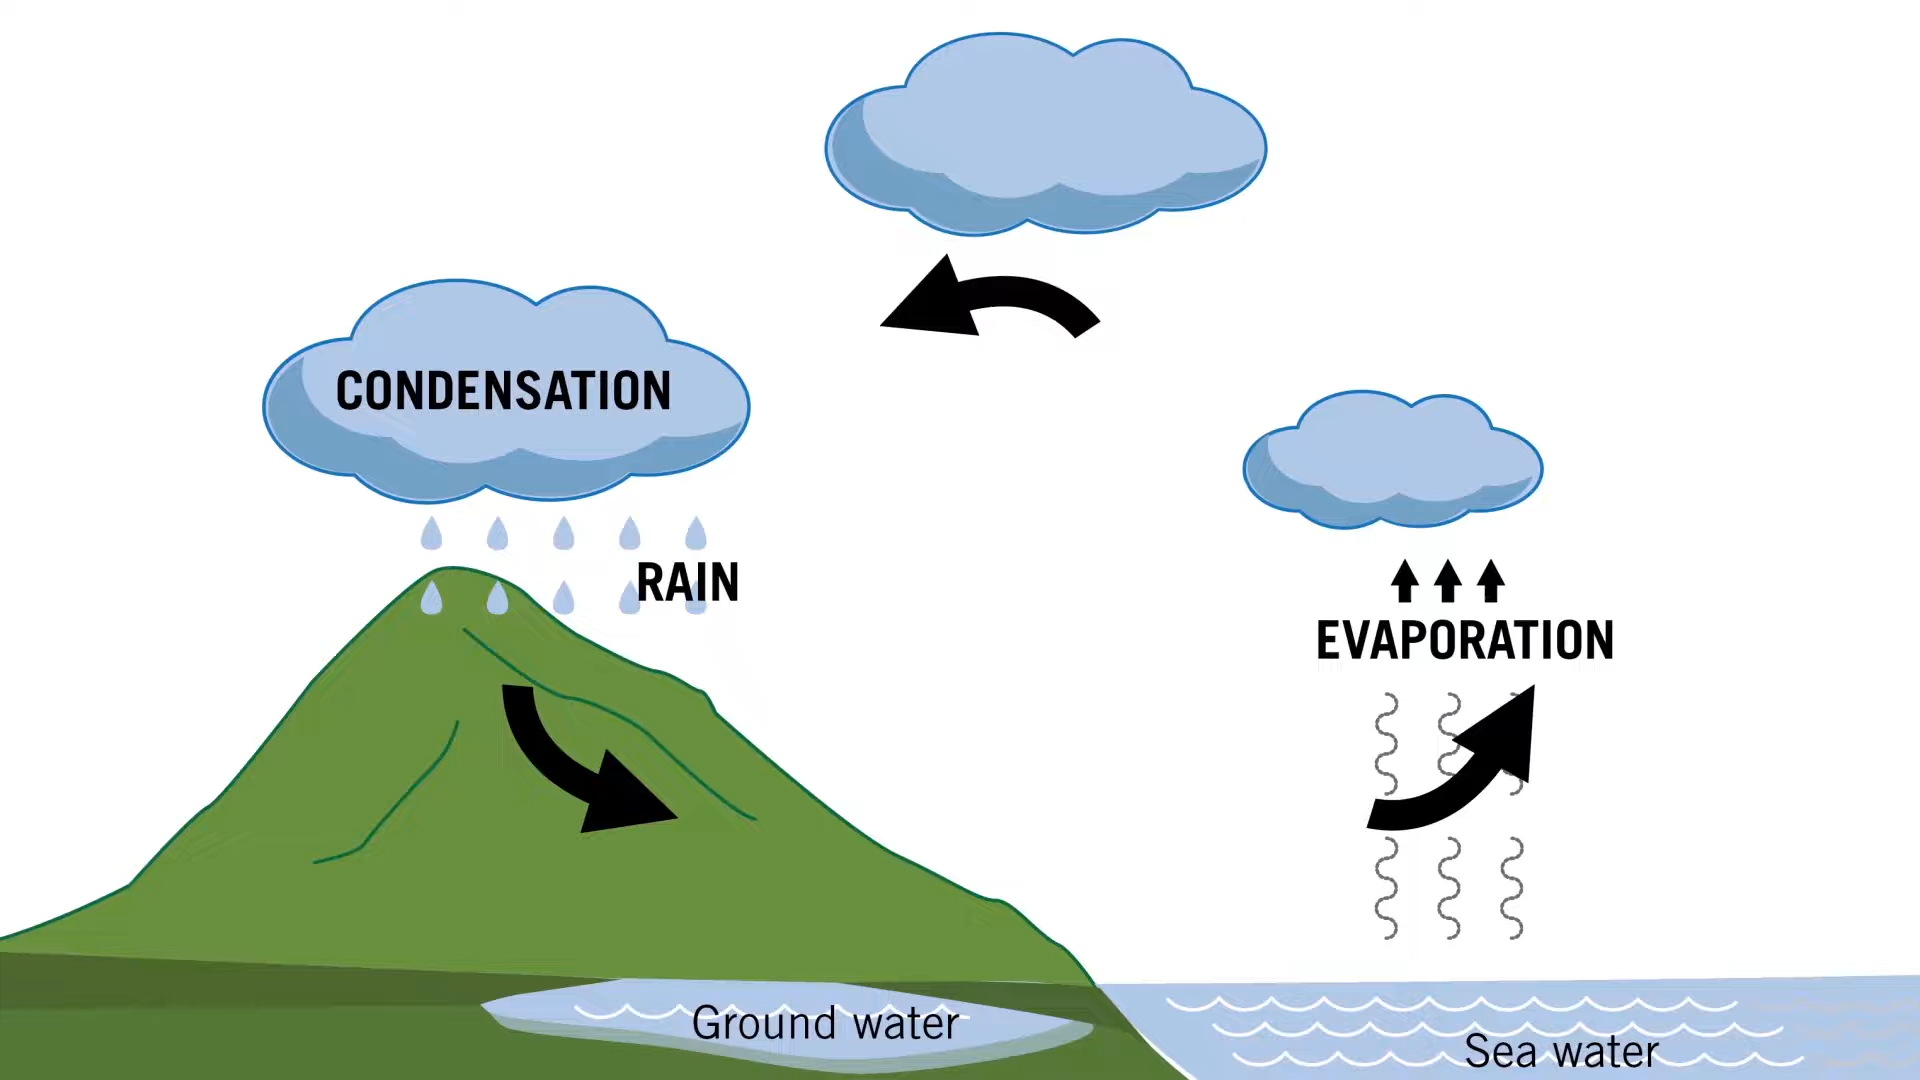 CONDENSATION
RAIN
EVAPORATION
Ground water
Sea water